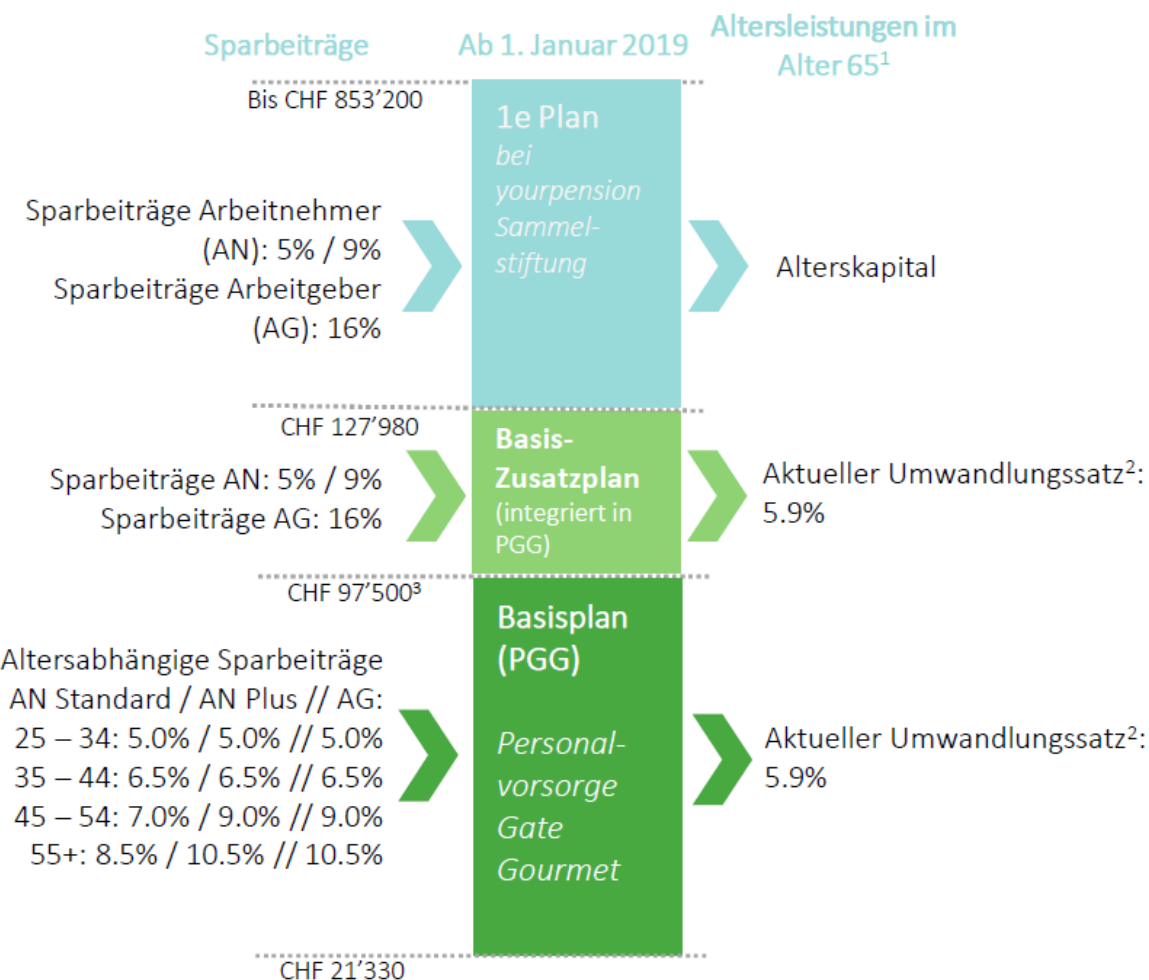 Sparbeiträge
Ab 1. Januar 2019
Altersleistungen im
Alter 65¹
Bis CHF 853’200
1e Plan
bei
yourpension
Sammel-
stiftung
Sparbeiträge Arbeitnehmer
(AN): 5% / 9%
Sparbeiträge Arbeitgeber
(AG): 16%
Alterskapital
CHF 127’980
Basis-
Zusatzplan
(integriert in
PGG)
Sparbeiträge AN: 5% / 9%
Sparbeiträge AG: 16%
Aktueller Umwandlungssatz²:
5.9%
CHF 97’500³
Basisplan
(PGG)
Personal-
vorsorge
Gate
Gourmet
Altersabhängige Sparbeiträge
AN Standard / AN Plus // AG:
25 – 34: 5.0% / 5.0% // 5.0%
35 – 44: 6.5% / 6.5% // 6.5%
45 – 54: 7.0% / 9.0% // 9.0%
55+: 8.5% / 10.5% // 10.5%
Aktueller Umwandlungssatz²:
5.9%
CHF 21’330